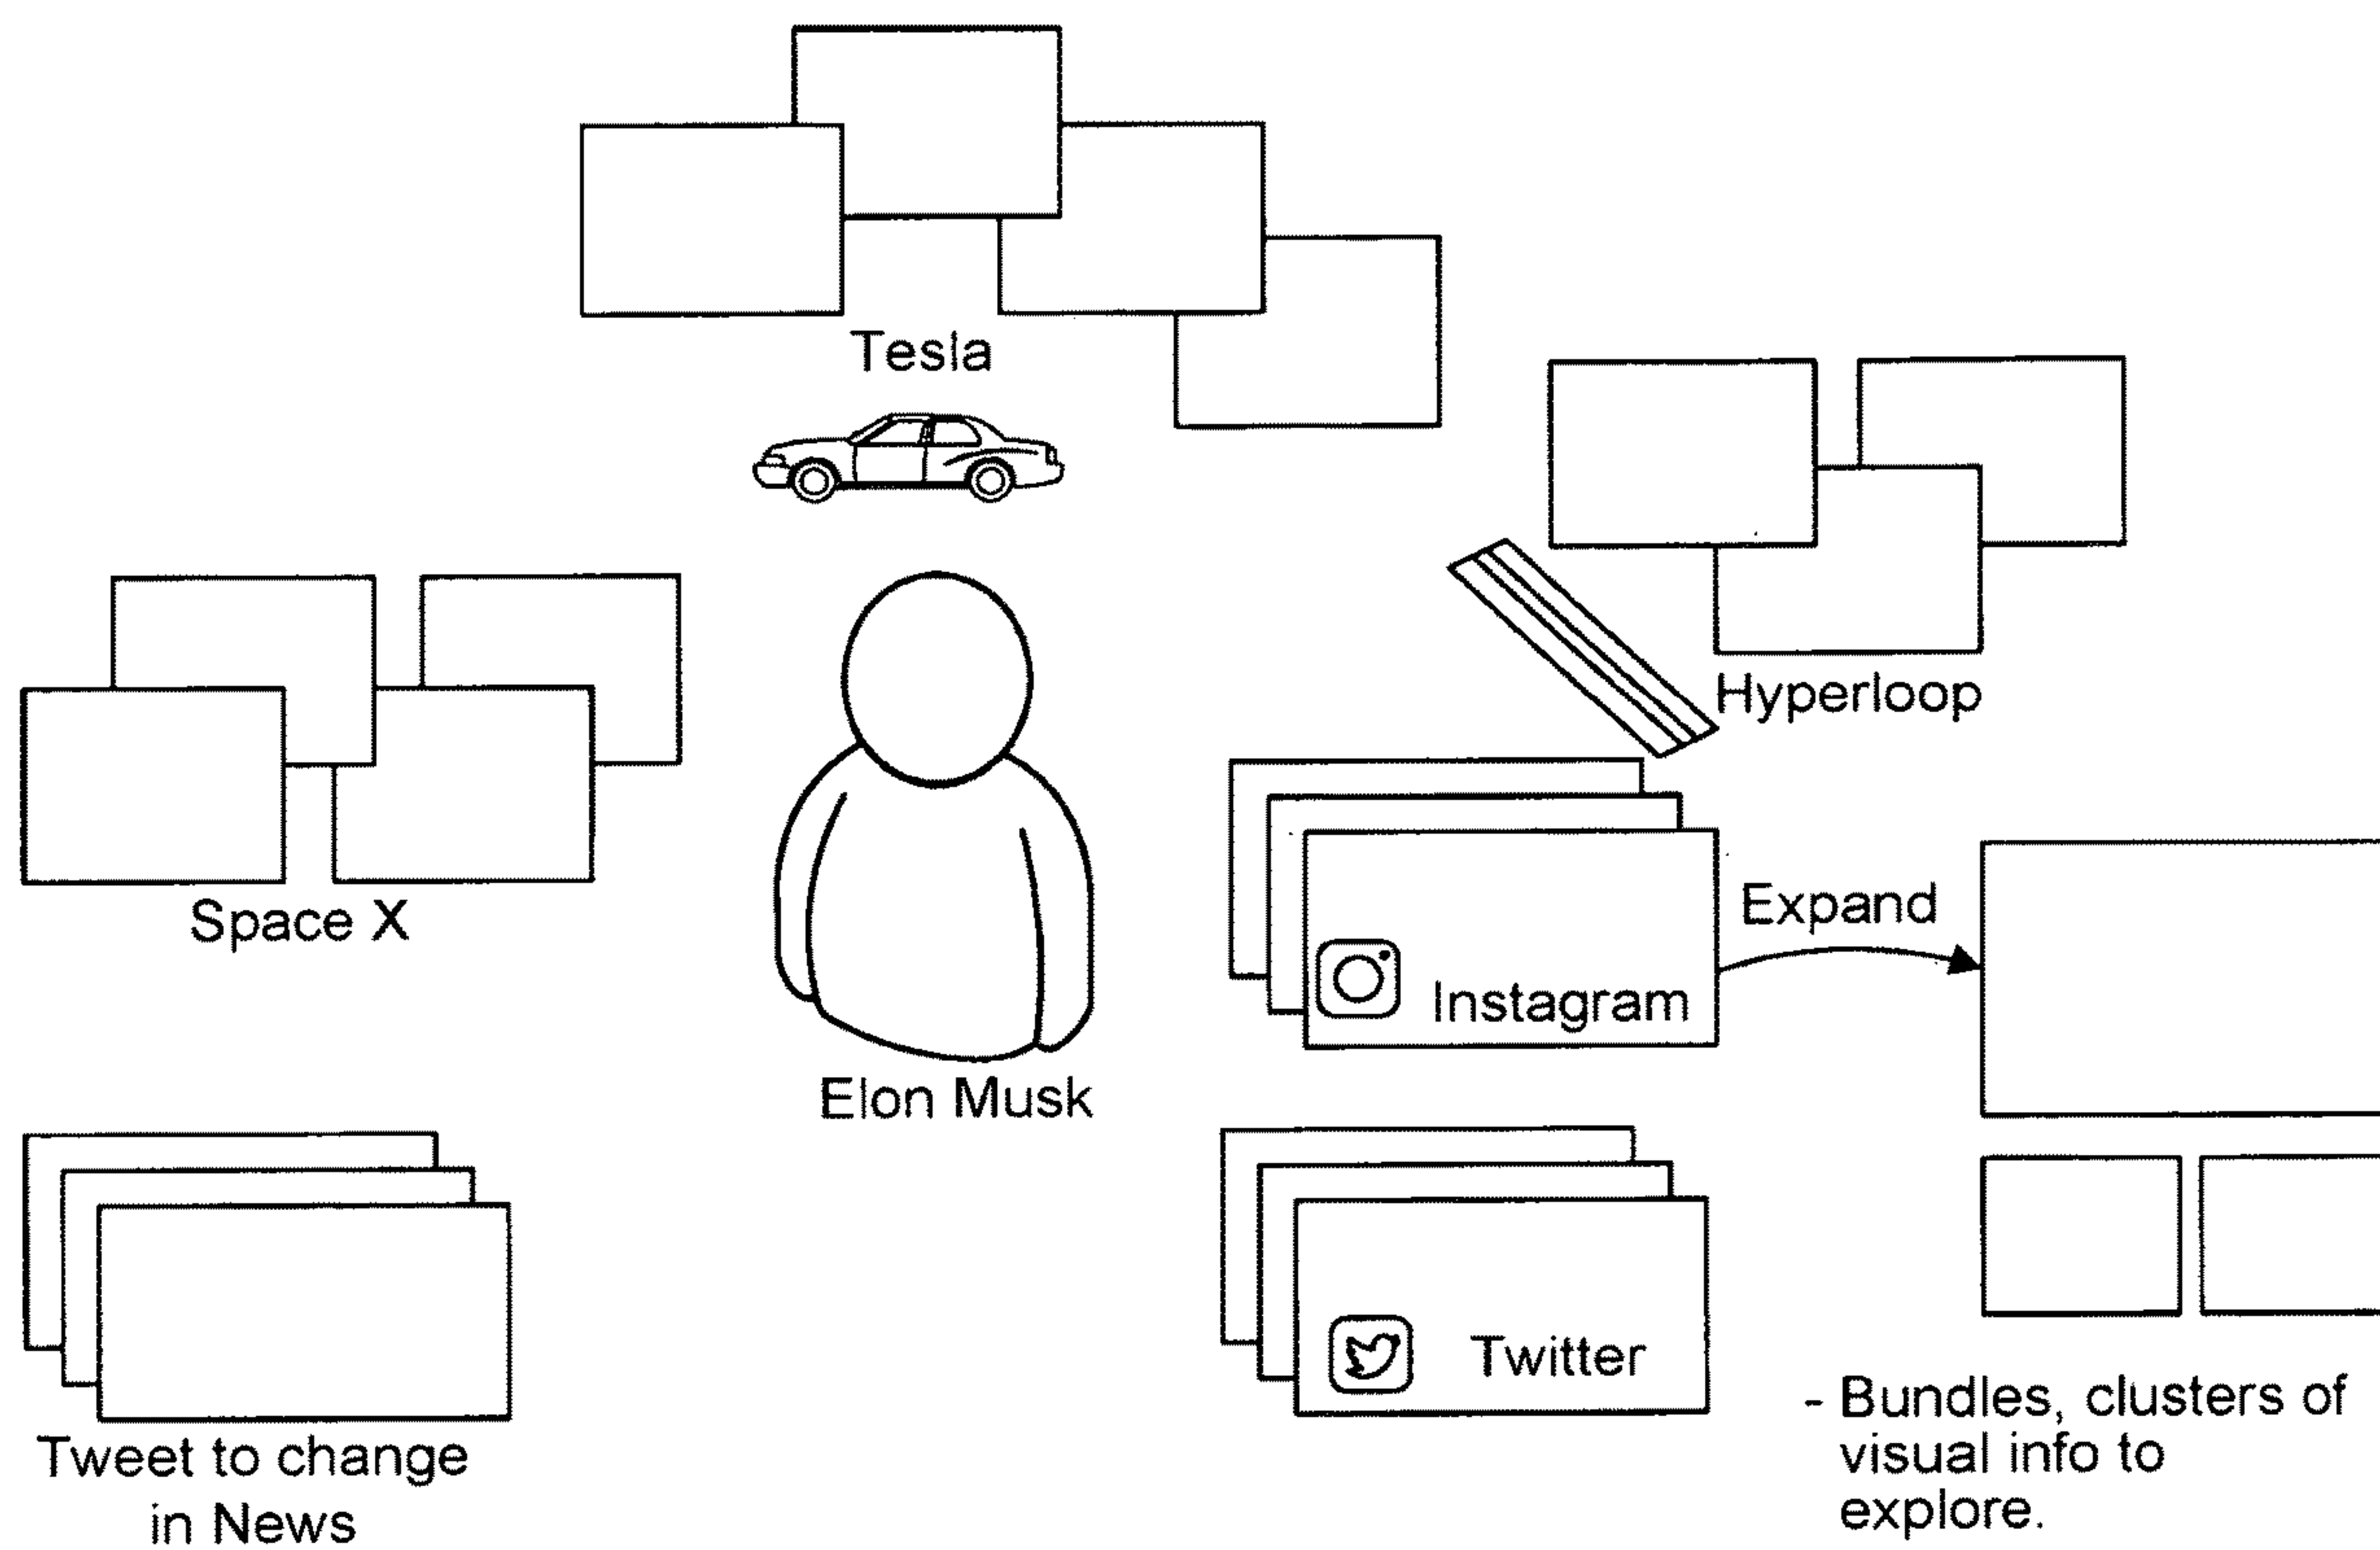 Tesla
Hyperloop
Space X
Expand
Instagram
Elon Musk
Twitter
- Bundles, clusters of
visual info to
explore.
Tweet to change
in News